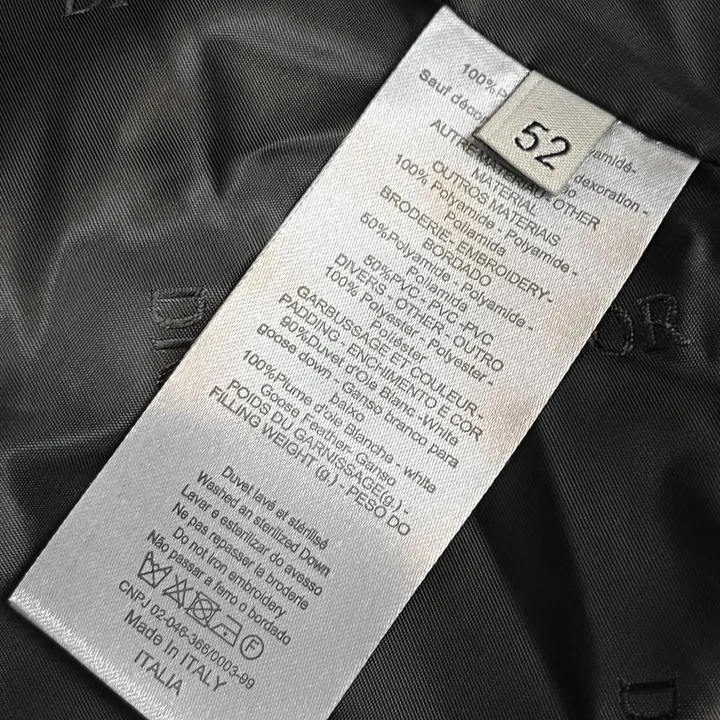 100%
Sauf déco
52
amidé-
dexoration -
AUTRE MATERIAU - OTHER
MATERIAL
OUTROS MATERIAIS
100% Polyamide - Polyamide -
Poliamida
BRODERIE- EMBROIDERY-
BORDADO
50%Polyamide - Polyamide -
Poliamida
50%PVC - PVC -PVC
DIVERS - OTHER - OUTRO
100% Polyester - Polyester -
Poliéster
GARBUSSAGE ET COULEUR -
PADDING - ENCHIMENTO E COR
90%Duvet d'Oie Blanc -White
goose down - Ganso branco para
baixo
100%Plume d'oie Blanche - white
Goose Feather, Ganso
POIDS DU GARNISSAGE(g.) -
FILLING WEIGHT (g.) - PESO DO
Duvet lavé et stérilisé
Washed an sterilized Down
Lavar e esterilizar do avesso
Ne pas repasser la broderie
Do not Iron embroidery
Não passar a ferro o bordado
F
CNPJ 02-046-366/0003-99
Made In ITALY
ITALIA
OR